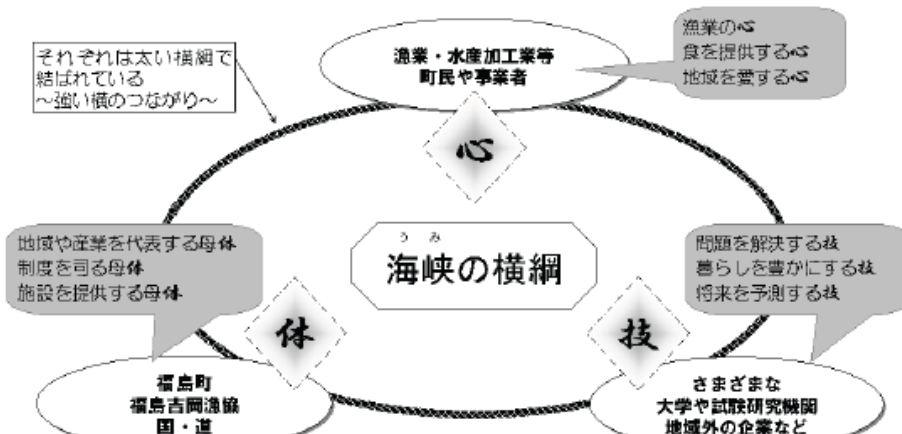 それぞれは太い横綱で
結ばれている
～強い横のつながり～
漁業・水産加工業等
町民や事業者
漁業の心
食を提供する心
地域を愛する心
心
地域や産業を代表する母体
制度を司る母体
施設を提供する母体
うみ
海峡の横綱
問題を解決する技
暮らしを豊かにする技
将来を予測する技
体
技
福島町
福島吉岡漁協
国・道
さまざまな
大学や試験研究機関
地域外の企業など